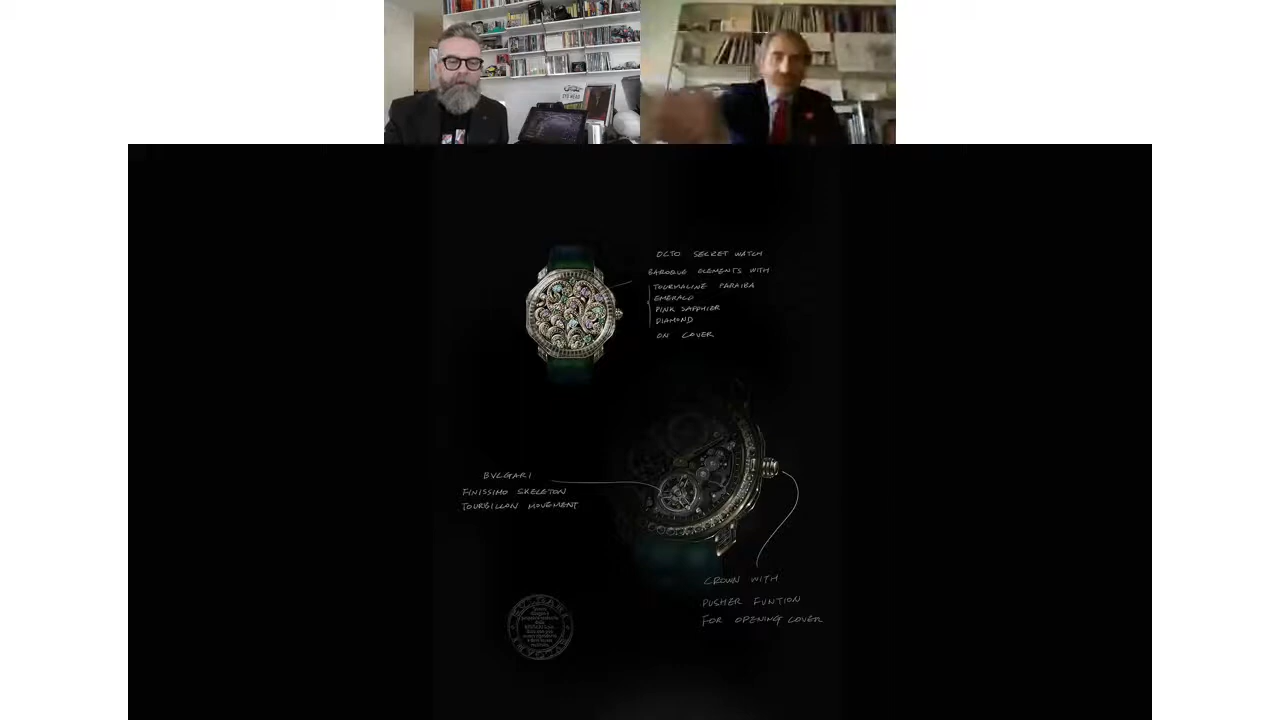 OCTO SECRET WATCH
BAROQUE ELEMENTS WITH
TOURMALINE PARAIBA
EMERALD
PINK SAPPHIER
DIAMOND
ON COVER
BVLGARI
FINISSIMO SKELETON
TOURBILLON MOVEMENT
CROWN WITH
PUSHER FUNTION
FOR OPENING COVER